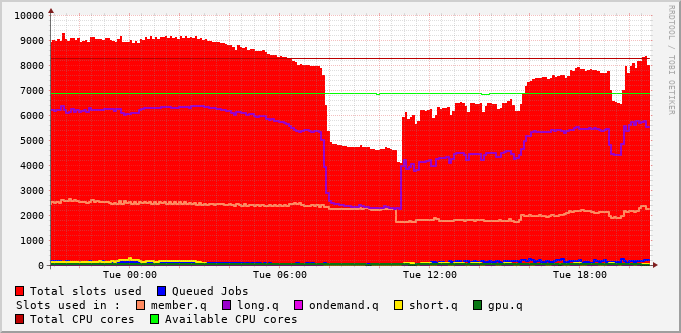 10000
9000
8000
7000
6000
5000
4000
3000
2000
1000
0
Tue 00:00 Tue 06:00 Tue 12:00 Tue 18:00
RRDTOOL / TOBI OETIKER
Total slots used Queued Jobs
Slots used in : member.q long.q ondemand.q short.q gpu.q
Total CPU cores Available CPU cores